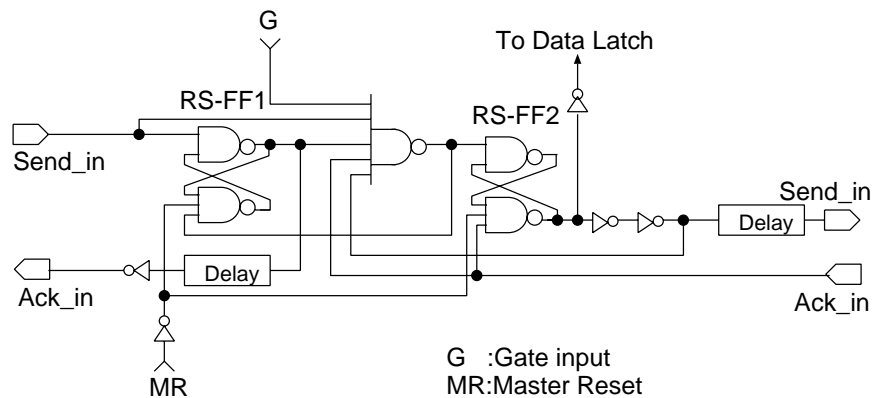 G
To Data Latch
RS-FF1
RS-FF2
Send_in
Send_in
Delay
Delay
Ack_in
Ack_in
MR
G :Gate input
MR:Master Reset